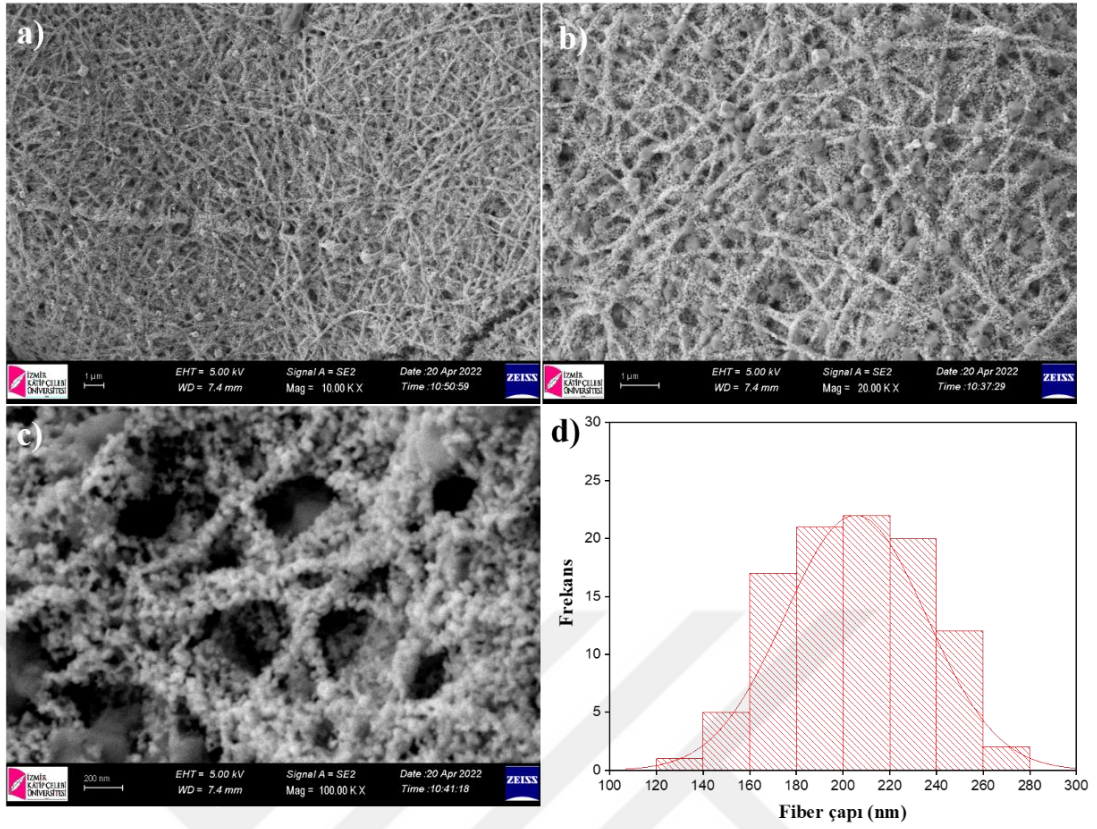 a)
İZMİR
KÂTİP ÇELEBİ
ÜNİVERSİTESİ
1 µm
EHT = 5.00 kV
WD = 7.4 mm
Signal A = SE2
Mag = 10.00 K X
Date :20 Apr 2022
Time :10:50:59
ZEISS
b)
İZMİR
KÂTİP ÇELEBİ
ÜNİVERSİTESİ
1 µm
EHT = 5.00 kV
WD = 7.4 mm
Signal A = SE2
Mag = 20.00 K X
Date :20 Apr 2022
Time :10:37:29
ZEISS
c)
İZMİR
KÂTİP ÇELEBİ
ÜNİVERSİTESİ
200 nm
EHT = 5.00 kV
WD = 7.4 mm
Signal A = SE2
Mag = 100.00 K X
Date :20 Apr 2022
Time :10:41:18
ZEISS
d)
30
25
20
15
10
5
0
Frekans
100 120 140 160 180 200 220 240 260 280 300
Fiber çapı (nm)